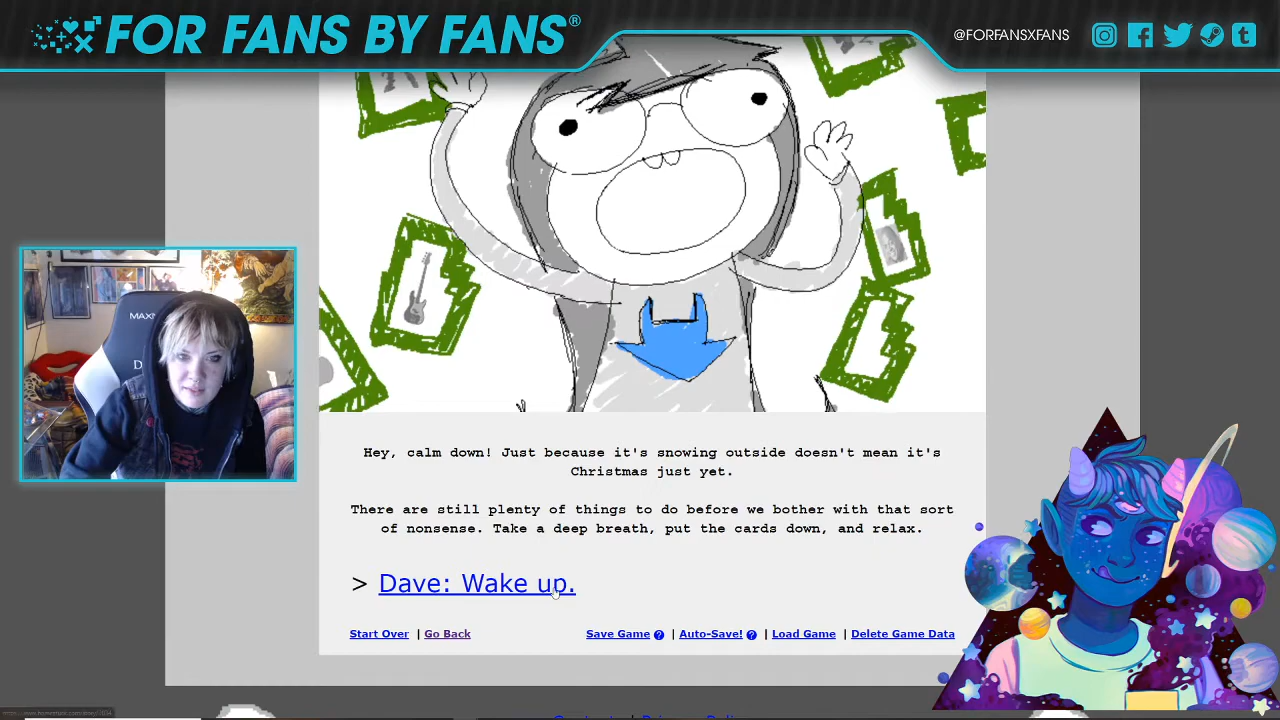 FOR FANS BY FANS®
@FORFANSXFANS
MAXN
D
Hey, calm down! Just because it's snowing outside doesn't mean it's
Christmas just yet.
There are still plenty of things to do before we bother with that sort
of nonsense. Take a deep breath, put the cards down, and relax.
> Dave: Wake up.
Start Over | Go Back Save Game ? | Auto-Save! ? | Load Game | Delete Game Data